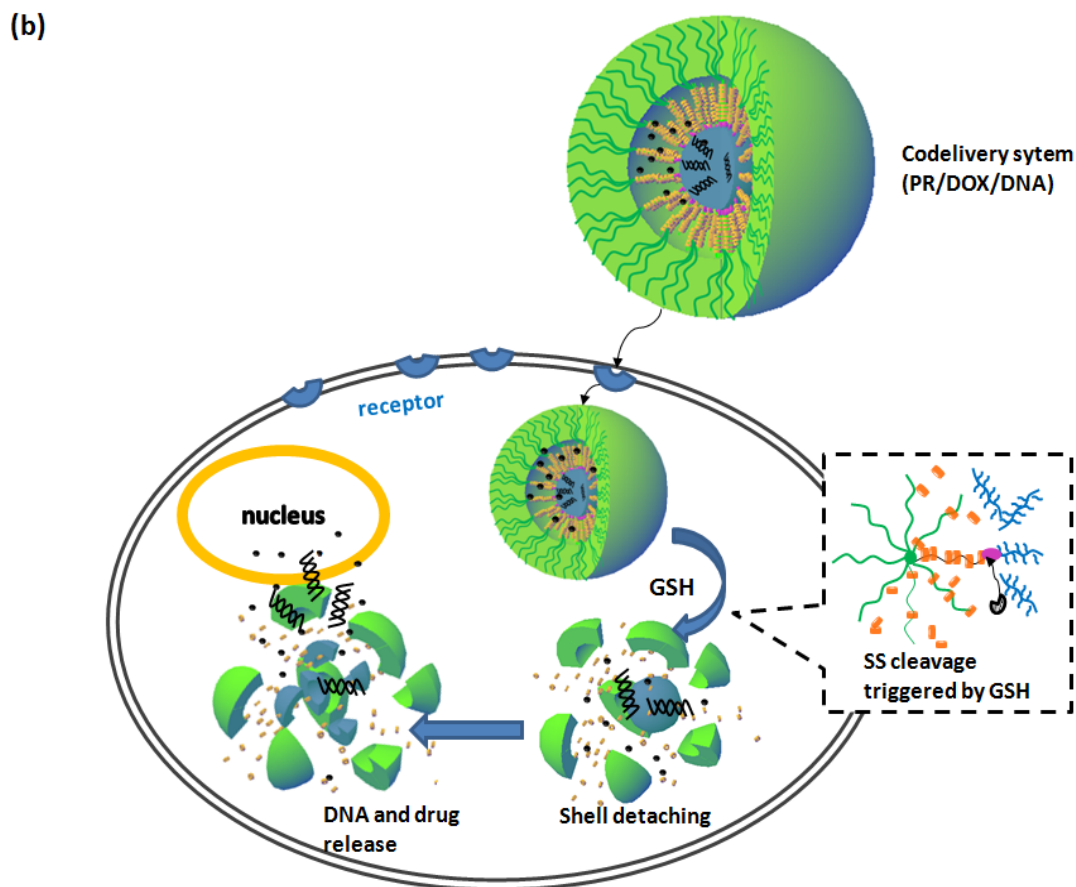 (b)
Codelivery sytem
(PR/DOX/DNA)
receptor
nucleus
GSH
SS cleavage
triggered by GSH
DNA and drug
release
Shell detaching